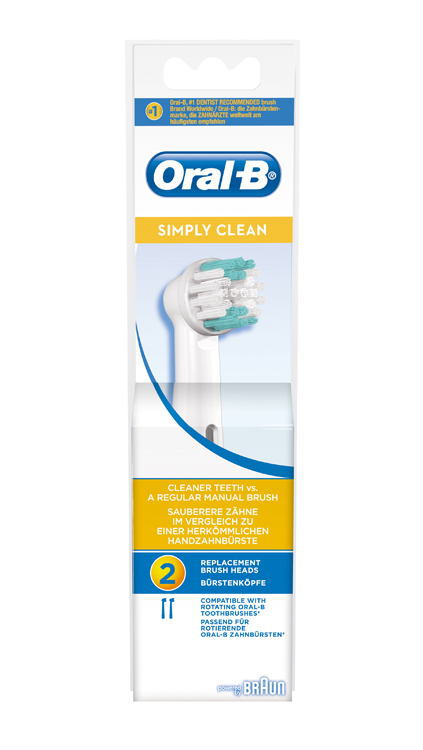 #1
Oral-B, #1 DENTIST RECOMMENDED brush
Brand Worldwide / Oral-B: die Zahnbürsten-
marke, die ZAHNÄRZTE weltweit am
häufigsten empfehlen
Oral-B®
SIMPLY CLEAN
CLEANER TEETH vs.
A REGULAR MANUAL BRUSH
SAUBERERE ZÄHNE
IM VERGLEICH ZU
EINER HERKÖMMLICHEN
HANDZAHNBÜRSTE
2
REPLACEMENT
BRUSH HEADS
BÜRSTENKÖPFE
COMPATIBLE WITH
ROTATING ORAL-B
TOOTHBRUSHES*
PASSEND FÜR
ROTIERENDE
ORAL-B ZAHNBÜRSTEN*
powered by BRAUN